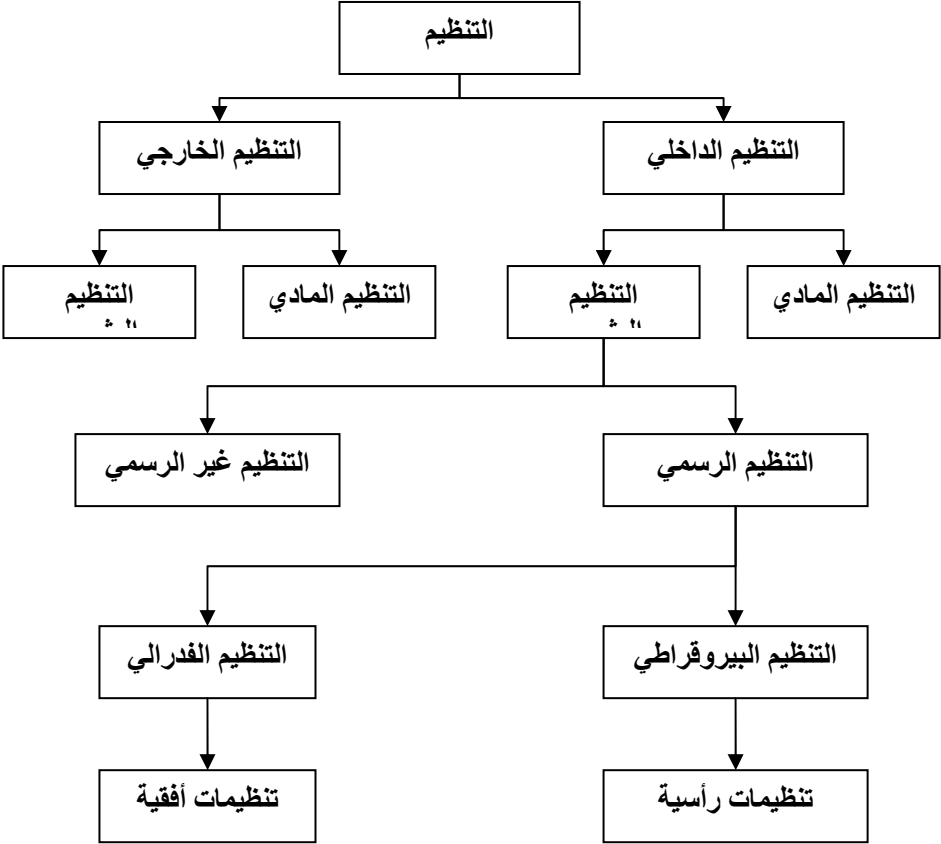 التنظيم
التنظيم الداخلي
التنظيم الخارجي
التنظيم المادي
التنظيم
التنظيم المادي
التنظيم
التنظيم الرسمي
التنظيم غير الرسمي
التنظيم البيروقراطي
التنظيم الفدرالي
تنظيمات رأسية
تنظيمات أفقية